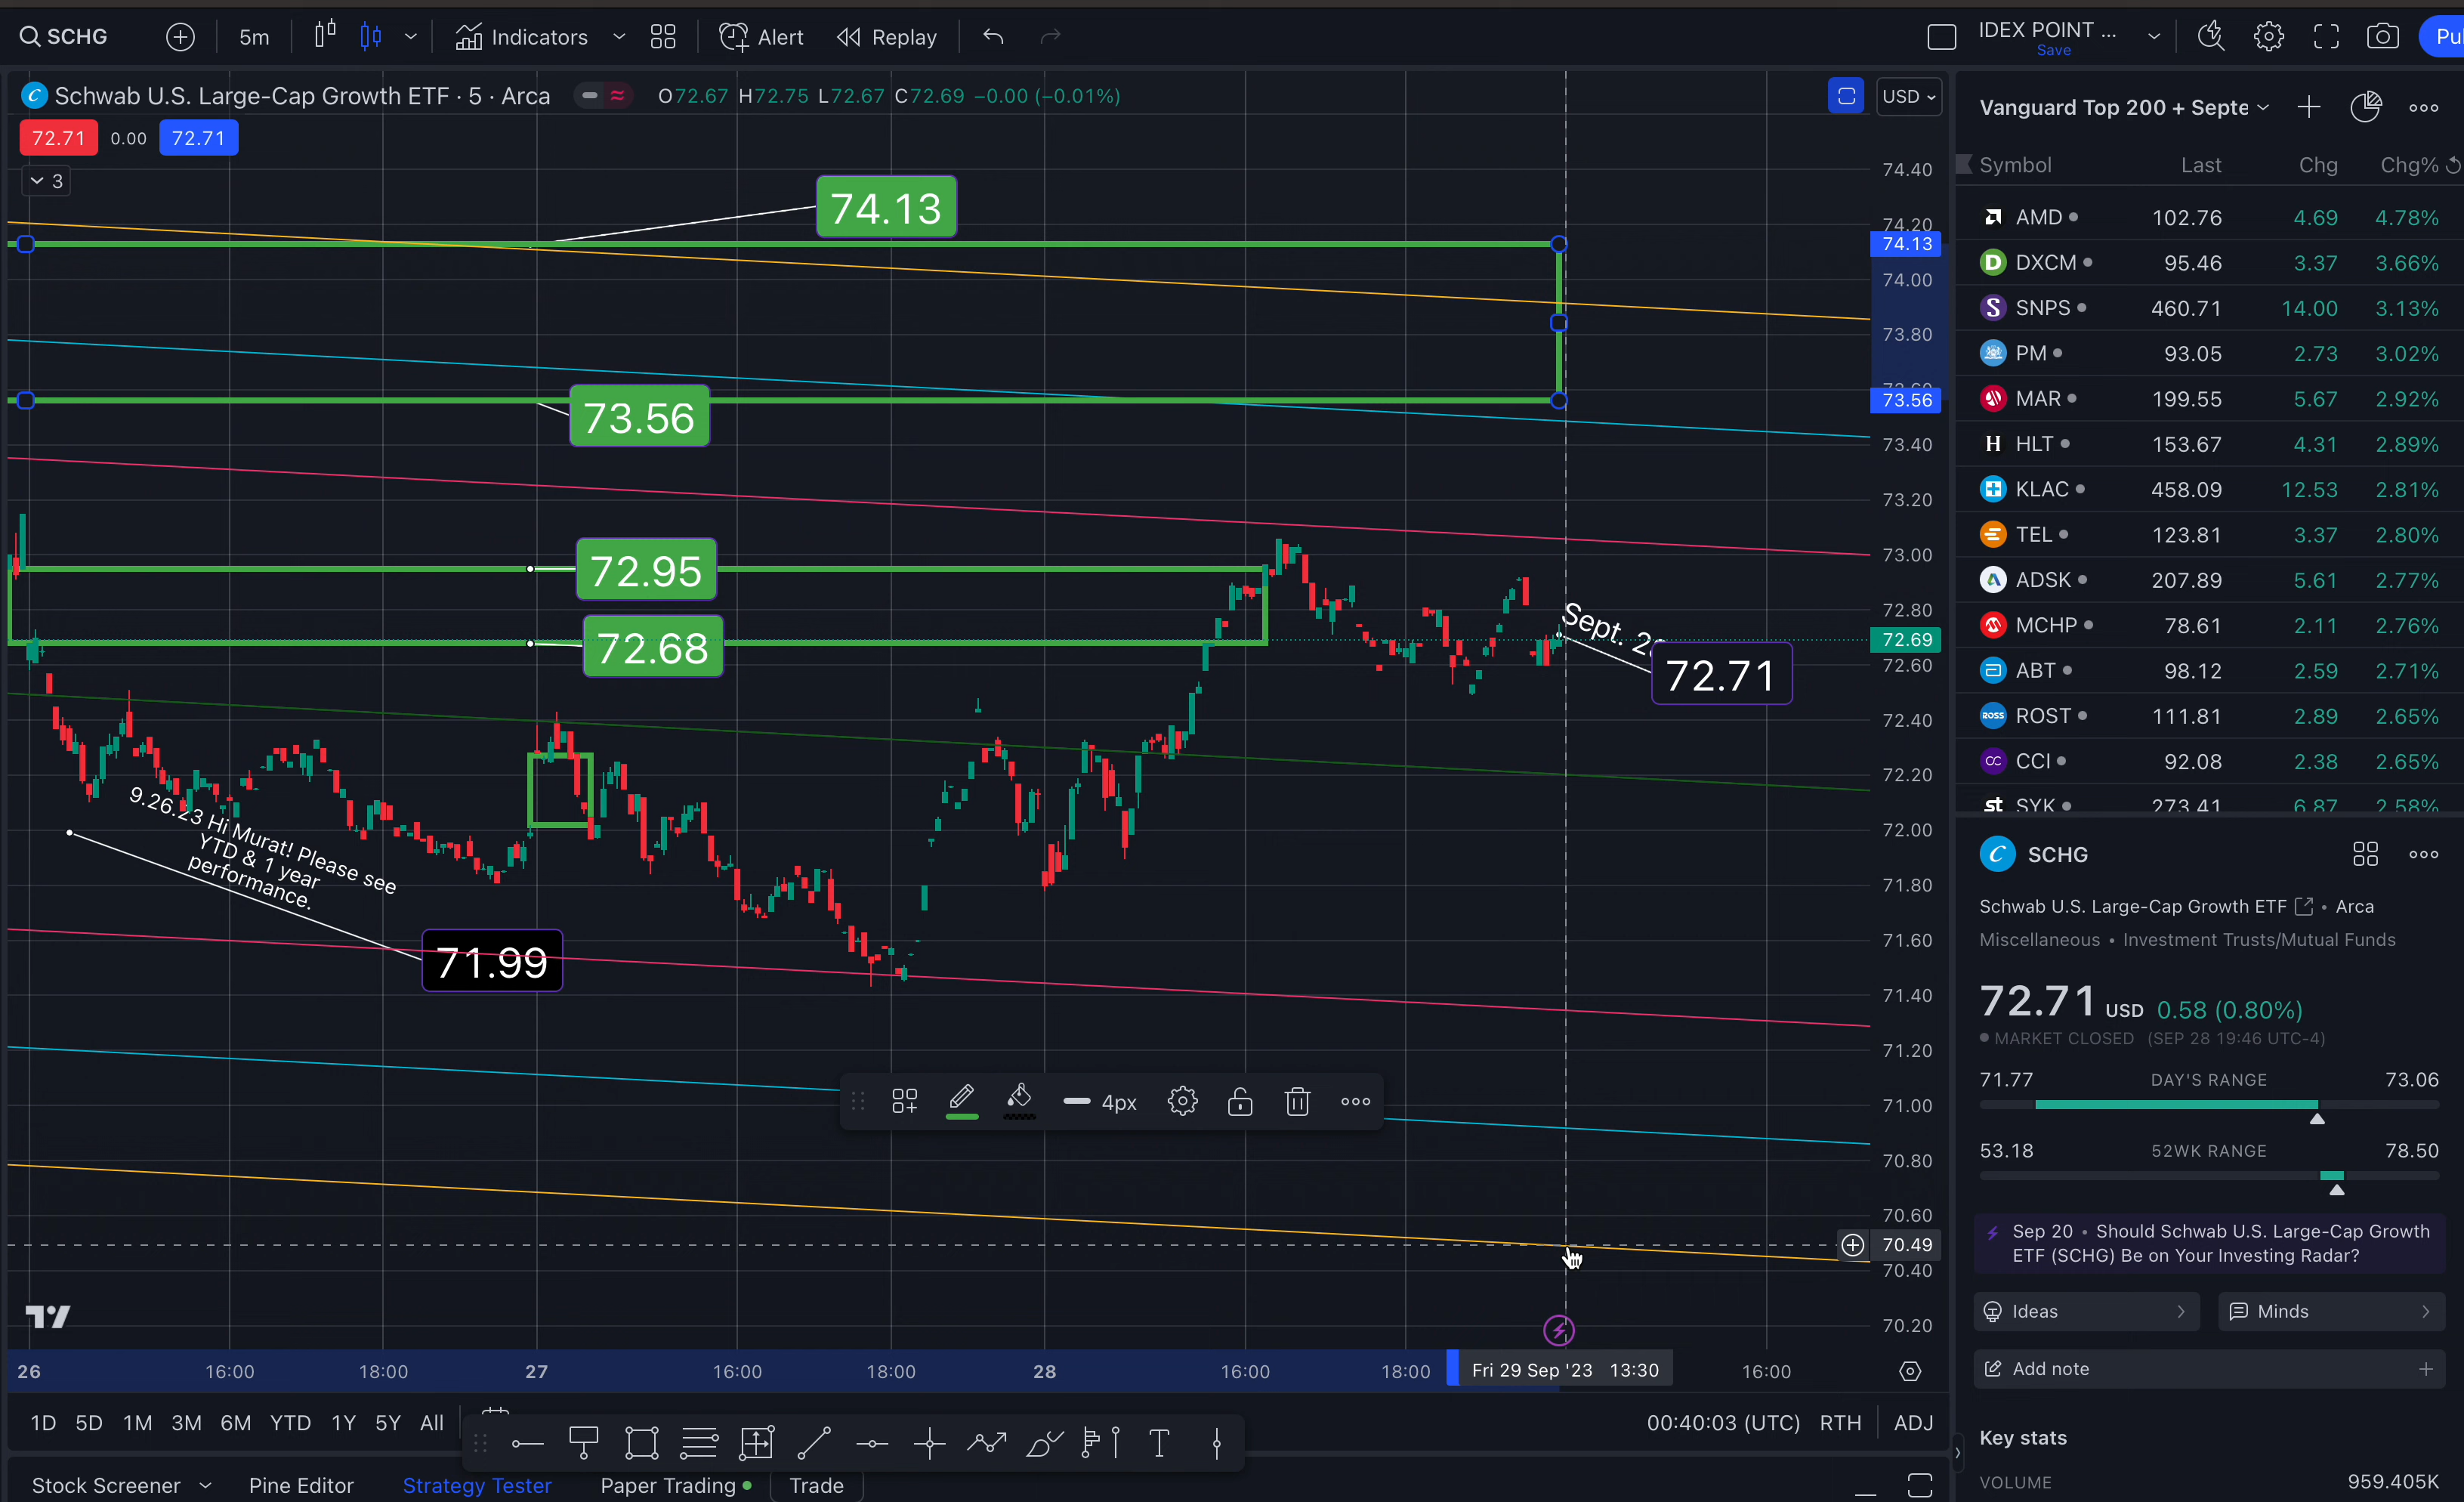 SCHG
5m
Indicators
Alert
Replay
IDEX POINT ...
Save
Schwab U.S. Large-Cap Growth ETF · 5 · Arca
O72.67 H72.75 L72.67 C72.69 −0.00 (−0.01%)
USD
72.71 0.00 72.71
3
74.13
73.56
72.95
72.68
Sept.
72.71
9.26.23 Hi Murat! Please see
YTD & 1 year
performance.
71.99
74.40
74.20
74.13
74.00
73.80
73.56
73.40
73.20
73.00
72.80
72.69
72.60
72.40
72.20
72.00
71.80
71.60
71.40
71.20
71.00
70.80
70.60
70.49
70.40
70.20
26 16:00 18:00 27 16:00 18:00 28 16:00 18:00 Fri 29 Sep '23 13:30 16:00
4px
1D 5D 1M 3M 6M YTD 1Y 5Y All
00:40:03 (UTC) RTH ADJ
Stock Screener Pine Editor Strategy Tester Paper Trading Trade
Vanguard Top 200 + Septe
Symbol Last Chg Chg%
AMD 102.76 4.69 4.78%
DXCM 95.46 3.37 3.66%
SNPS 460.71 14.00 3.13%
PM 93.05 2.73 3.02%
MAR 199.55 5.67 2.92%
HLT 153.67 4.31 2.89%
KLAC 458.09 12.53 2.81%
TEL 123.81 3.37 2.80%
ADSK 207.89 5.61 2.77%
MCHP 78.61 2.11 2.76%
ABT 98.12 2.59 2.71%
ROST 111.81 2.89 2.65%
CCI 92.08 2.38 2.65%
SYK 273.41 6.87 2.58%
SCHG
Schwab U.S. Large-Cap Growth ETF • Arca
Miscellaneous • Investment Trusts/Mutual Funds
72.71 USD 0.58 (0.80%)
MARKET CLOSED (SEP 28 19:46 UTC-4)
71.77 DAY'S RANGE 73.06
53.18 52WK RANGE 78.50
Sep 20 • Should Schwab U.S. Large-Cap Growth
ETF (SCHG) Be on Your Investing Radar?
Ideas
Minds
Add note
Key stats
VOLUME 959.405K